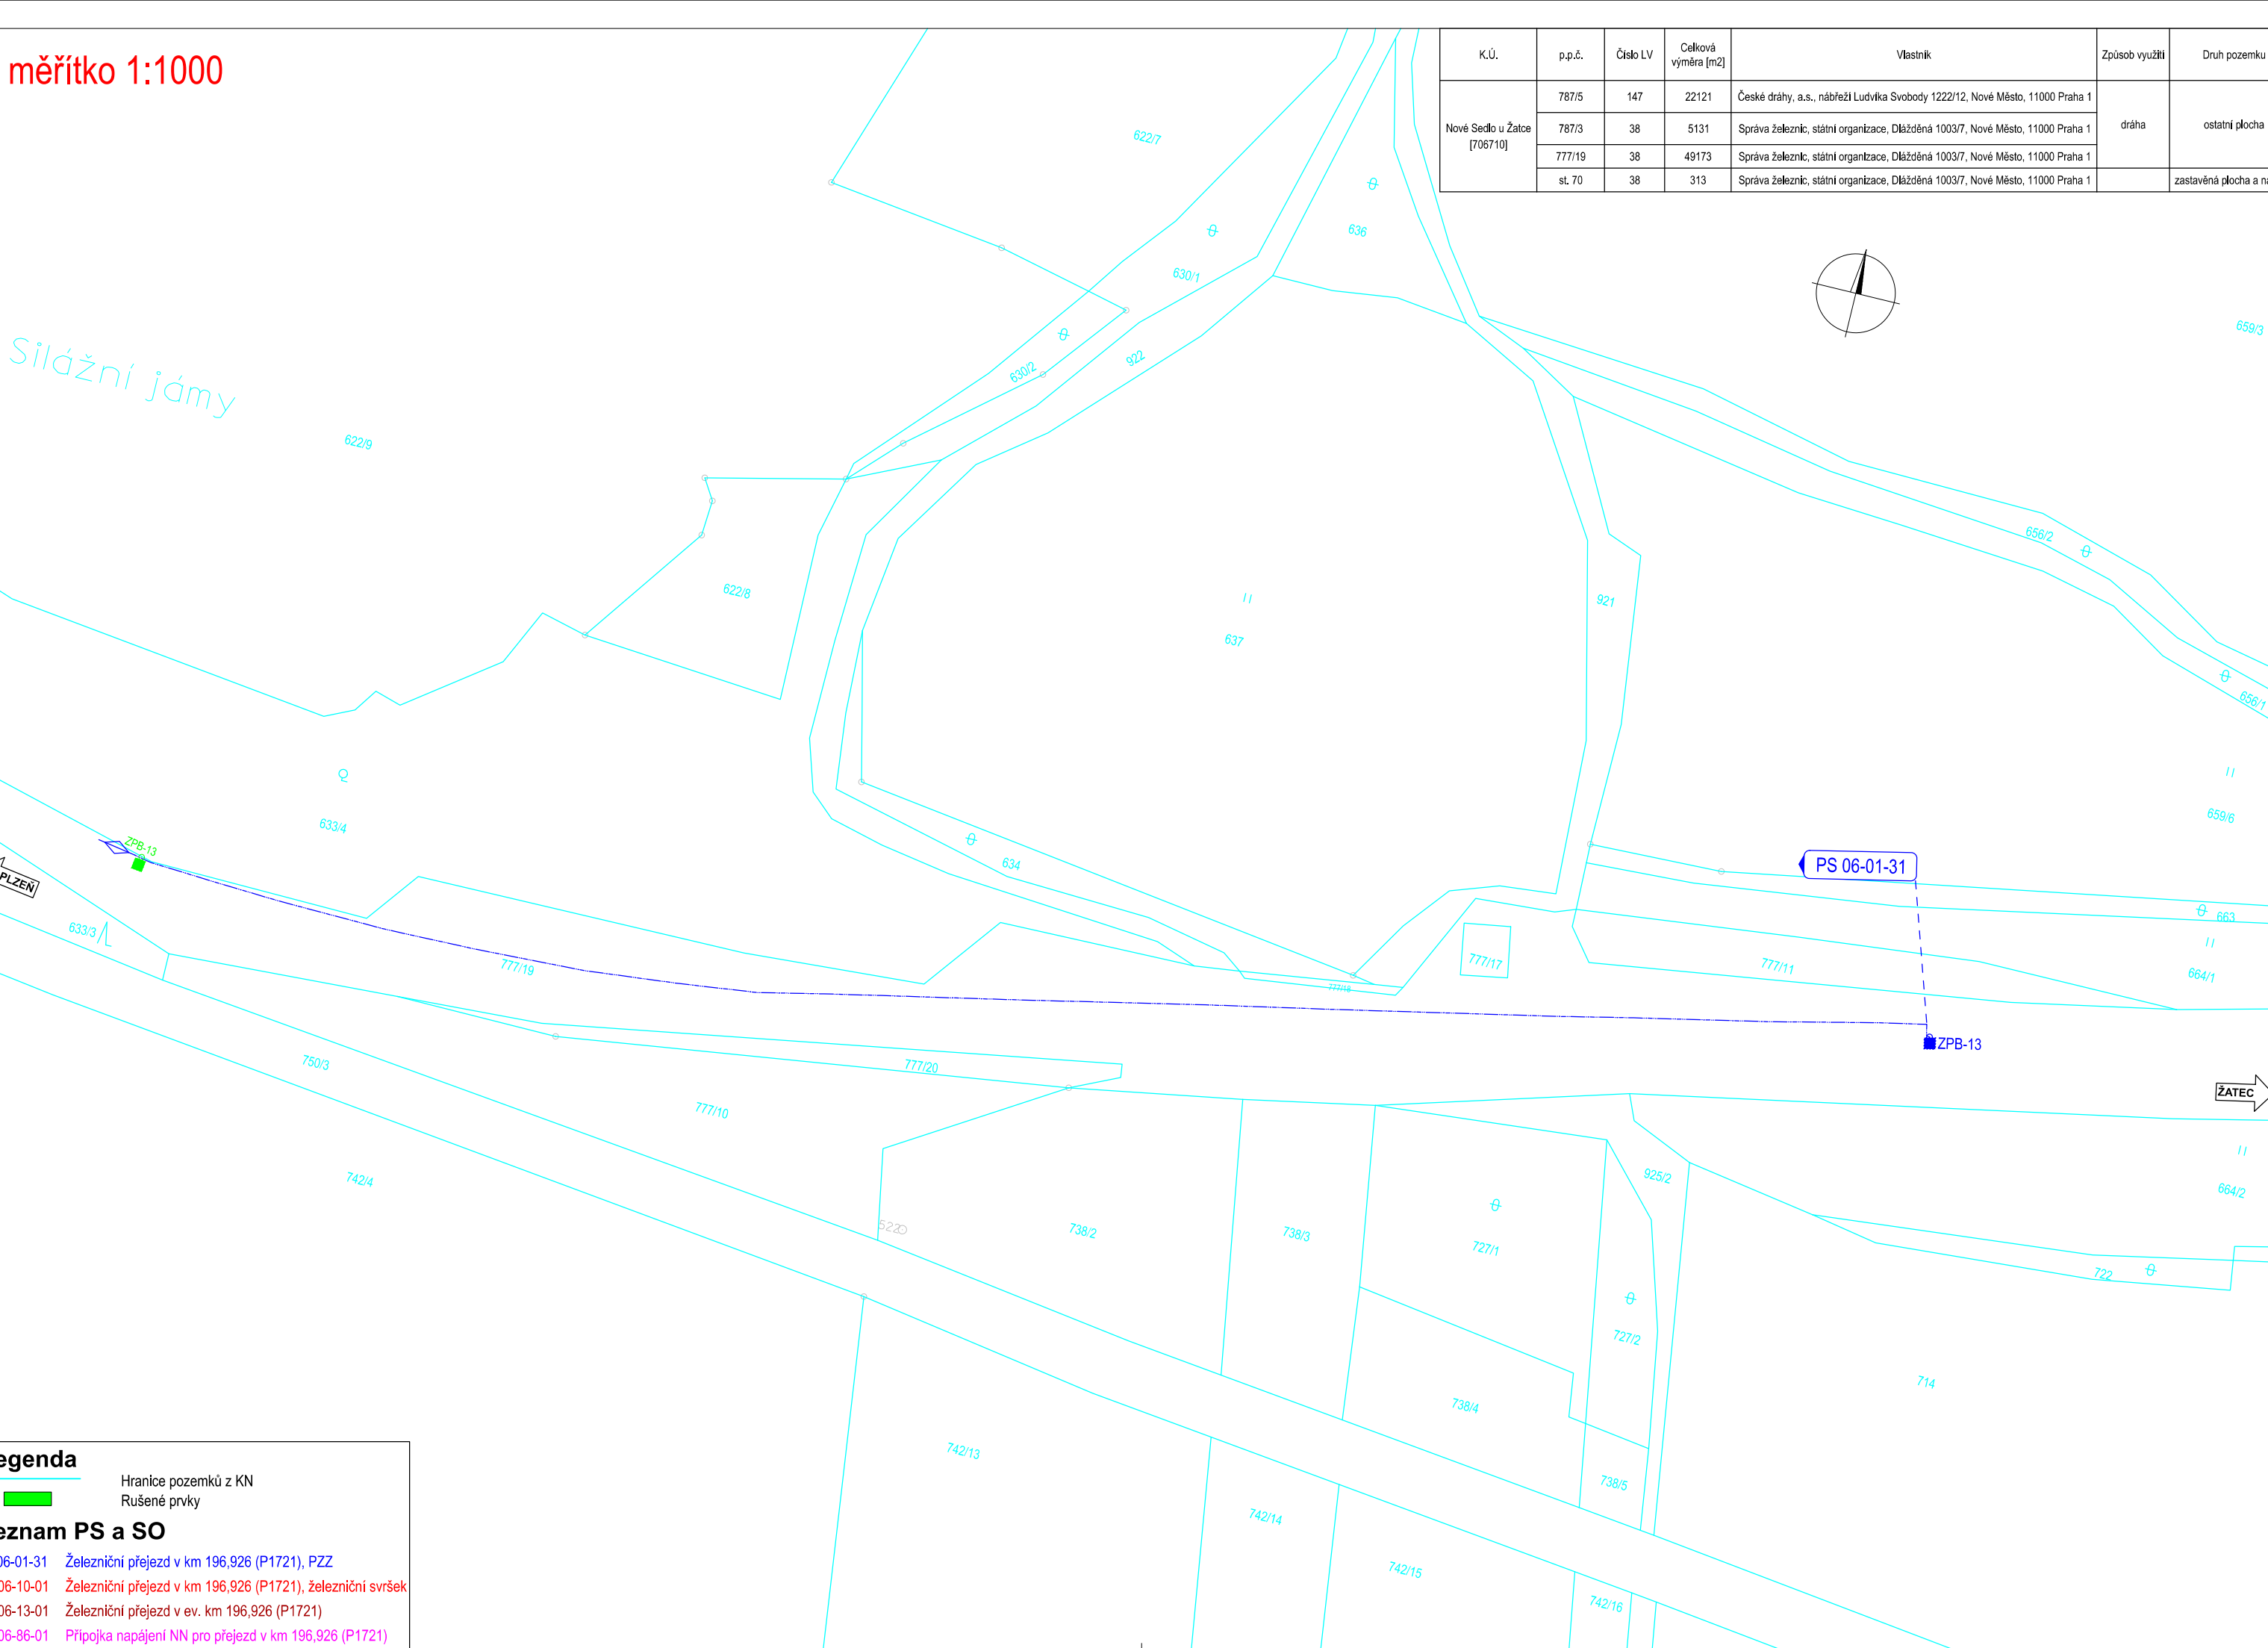 měřítko 1:1000
K.Ú. p.p.č. Číslo LV Celková výměra [m2] Vlastník Způsob využití Druh pozemku
Nové Sedlo u Žatce [706710]
787/5 147 22121 České dráhy, a.s., nábřeží Ludvíka Svobody 1222/12, Nové Město, 11000 Praha 1
787/3 38 5131 Správa železnic, státní organizace, Dlážděná 1003/7, Nové Město, 11000 Praha 1
dráha ostatní plocha
777/19 38 49173 Správa železnic, státní organizace, Dlážděná 1003/7, Nové Město, 11000 Praha 1
st. 70 38 313 Správa železnic, státní organizace, Dlážděná 1003/7, Nové Město, 11000 Praha 1
zastavěná plocha a
622/7
636
630/1
659/3
Silážní jámy
922
630/2
622/9
656/2
622/8
921
637
656/1
659/6
633/4
ZPB-13
PLZEŇ
634
PS 06-01-31
663
633/3
777/19
777/17
777/11
664/1
777/18
ZPB-13
750/3
777/20
ŽATEC
777/10
742/4
925/2
664/2
622
738/2
738/3
727/1
722
727/2
714
738/4
742/13
738/5
742/14
742/15
742/16
egenda
Hranice pozemků z KN
Rušené prvky
eznam PS a SO
06-01-31 Železniční přejezd v km 196,926 (P1721), PZZ
06-10-01 Železniční přejezd v km 196,926 (P1721), železniční svršek
06-13-01 Železniční přejezd v ev. km 196,926 (P1721)
06-86-01 Přípojka napájení NN pro přejezd v km 196,926 (P1721)